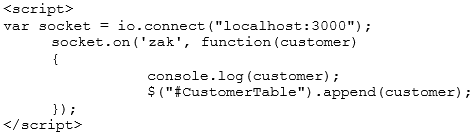 <script>
var socket = io.connect("localhost:3000");
socket.on('zak', function(customer)
{
console.log(customer);
$("#CustomerTable").append(customer);
});
</script>